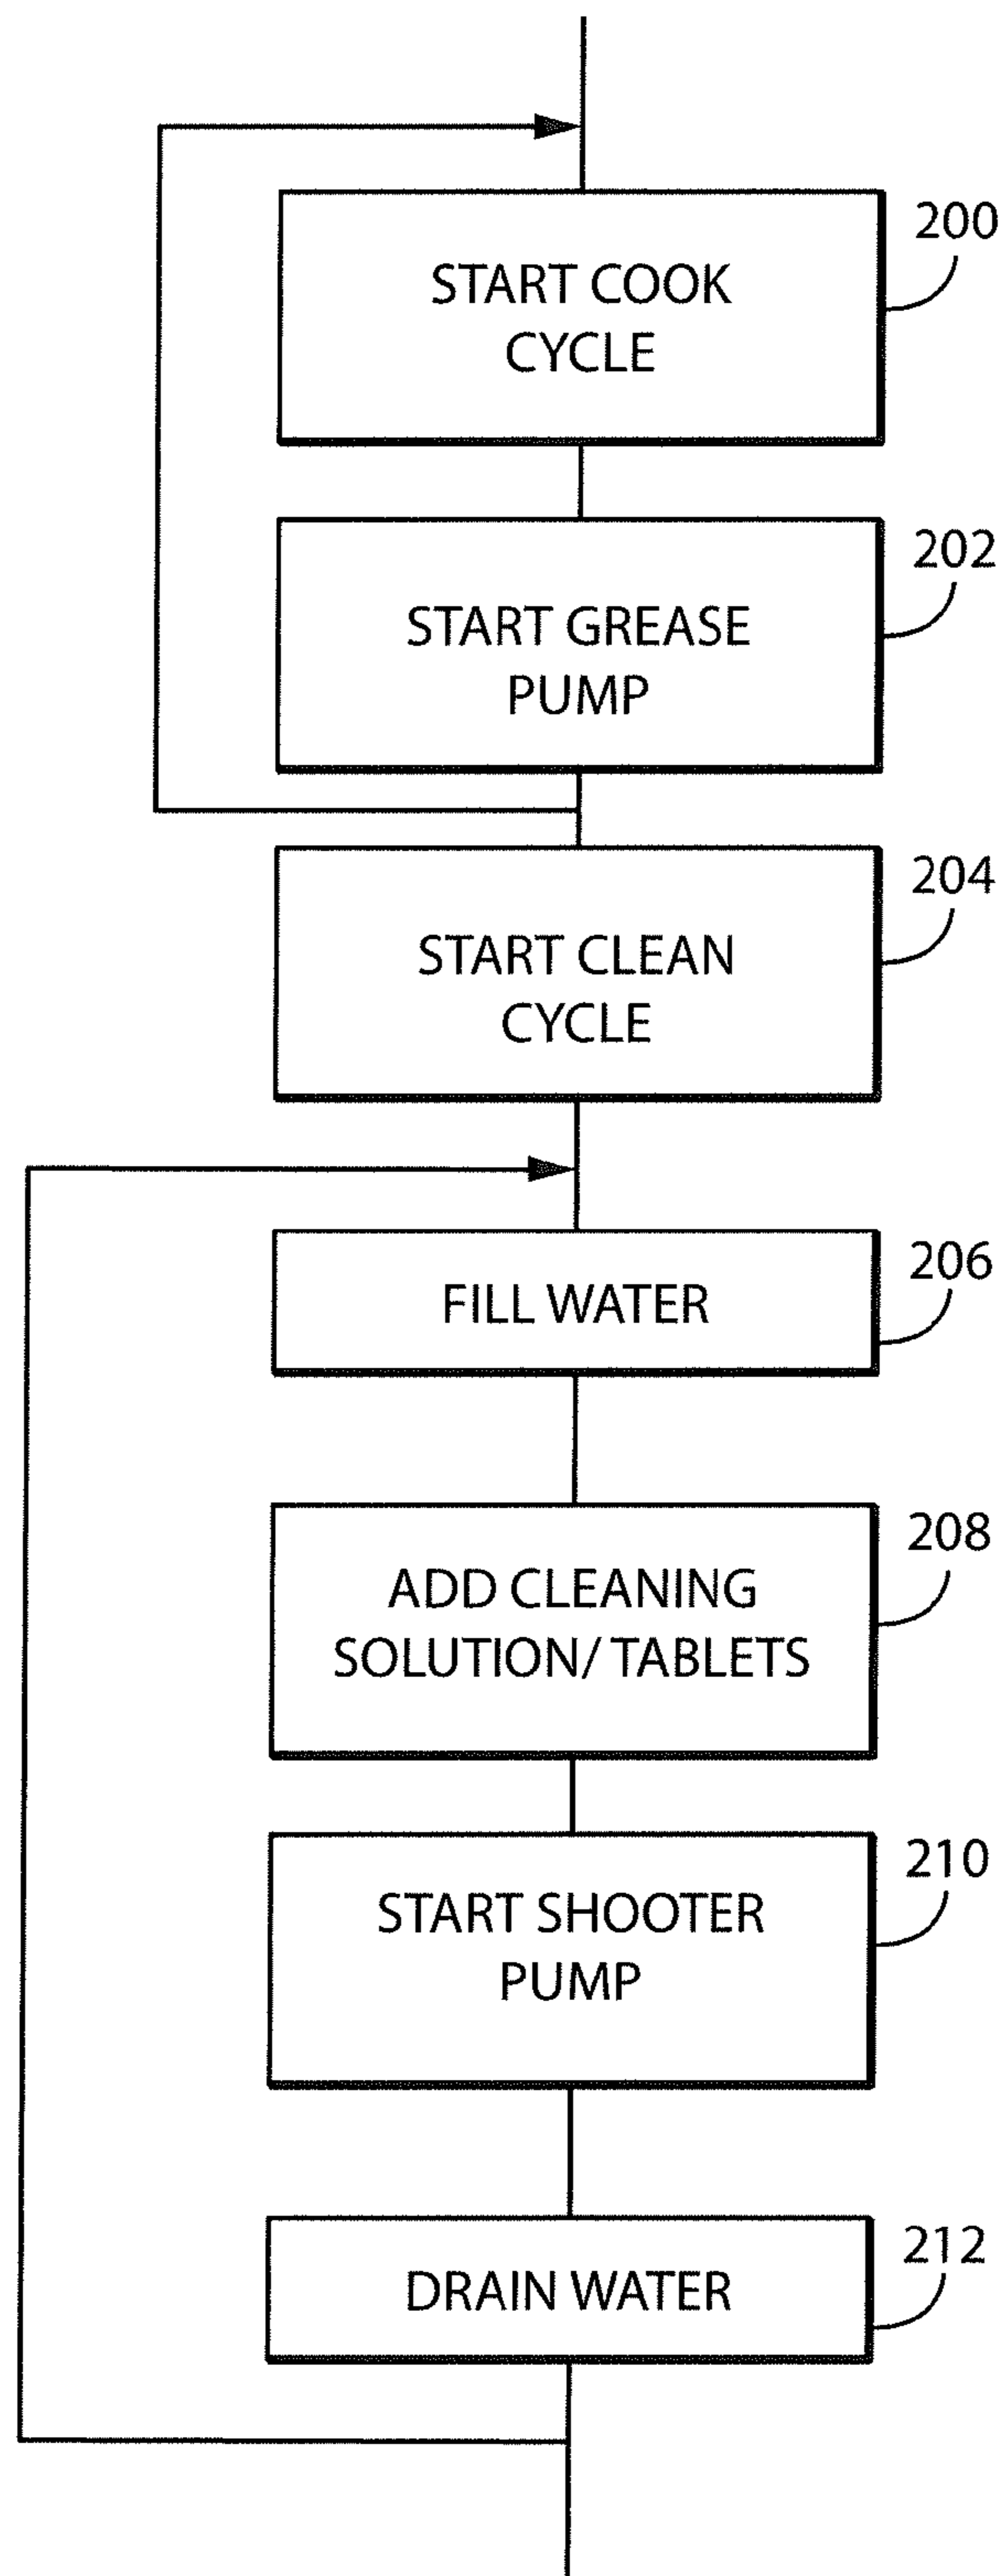 START COOK
CYCLE
200
START GREASE
PUMP
202
START CLEAN
CYCLE
204
FILL WATER
206
ADD CLEANING
SOLUTION/ TABLETS
208
START SHOOTER
PUMP
210
DRAIN WATER
212